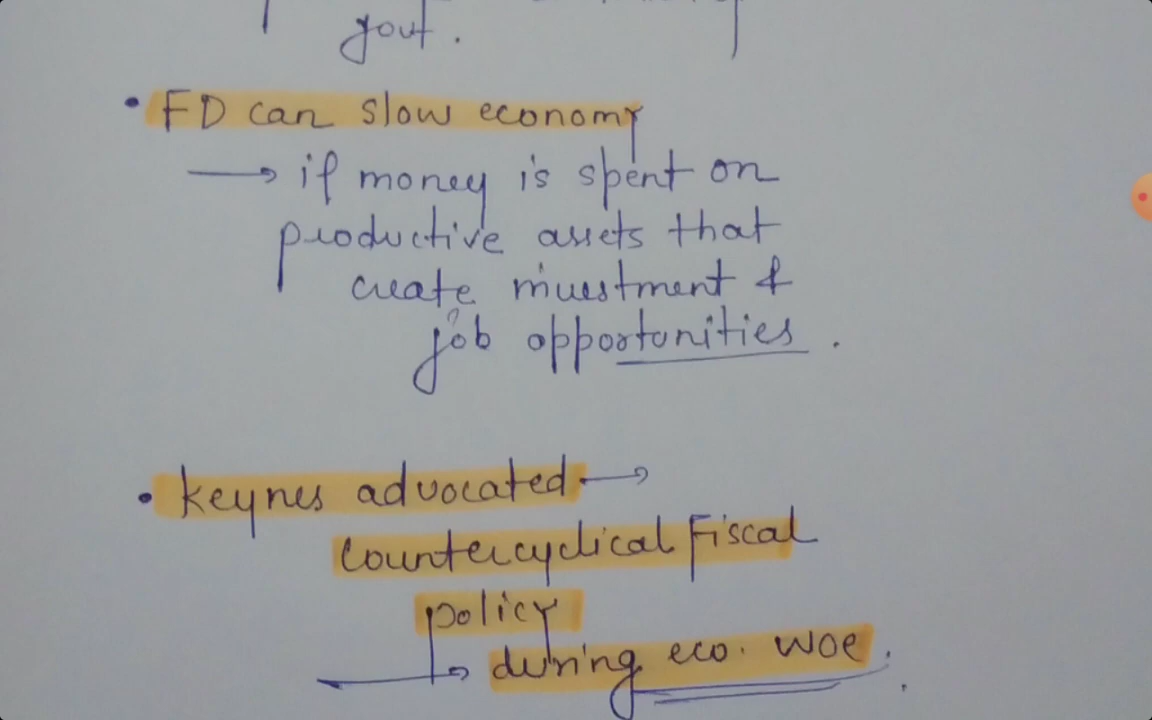 govt.
• FD can slow economy
→ if money is spent on
productive assets that
create investment &
job opportunities.
• Keynes advocated →
countercyclical Fiscal
policy
→ during eco. woe.